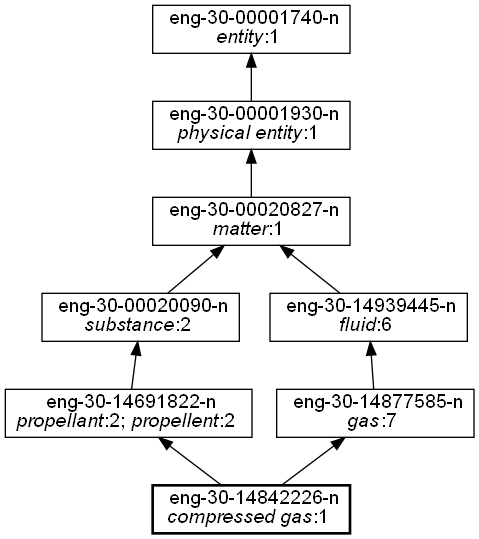 eng-30-00001740-n
entity:1
eng-30-00001930-n
physical entity:1
eng-30-00020827-n
matter:1
eng-30-00020090-n
substance:2
eng-30-14939445-n
fluid:6
eng-30-14691822-n
propellant:2; propellent:2
eng-30-14877585-n
gas:7
eng-30-14842226-n
compressed gas:1